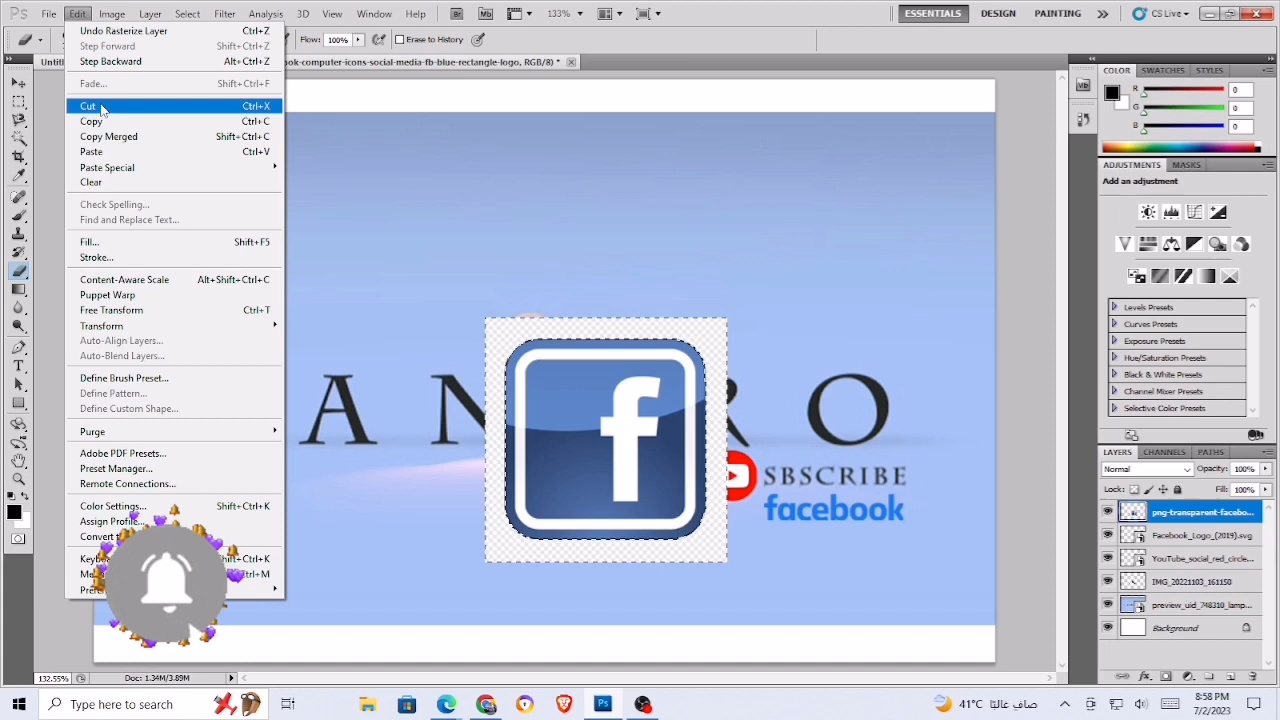 Ps File Edit Image Layer Select Filter Analysis 3D View Window Help Br Mb 133% ESSENTIALS DESIGN PAINTING CS Live
Flow: 100% Erase to History
ook-computer-icons-social-media-fb-blue-rectangle-logo, RGB/8) *
Undo Rasterize Layer Ctrl+Z
Step Forward Shift+Ctrl+Z
Step Backward Alt+Ctrl+Z
Fade... Shift+Ctrl+F
Cut Ctrl+X
Copy Ctrl+C
Copy Merged Shift+Ctrl+C
Paste Ctrl+V
Paste Special
Clear
Check Spelling...
Find and Replace Text...
Fill... Shift+F5
Stroke...
Content-Aware Scale Alt+Shift+Ctrl+C
Puppet Warp
Free Transform Ctrl+T
Transform
Auto-Align Layers...
Auto-Blend Layers...
Define Brush Preset...
Define Pattern...
Define Custom Shape...
Purge
Adobe PDF Presets...
Preset Manager...
Remote Connections...
Color Settings... Shift+Ctrl+K
Assign Profile...
Convert
A N R O
f
SBSCRIBE
facebook
COLOR SWATCHES STYLES
R 0
G 0
B 0
ADJUSTMENTS MASKS
Add an adjustment
Levels Presets
Curves Presets
Exposure Presets
Hue/Saturation Presets
Black & White Presets
Channel Mixer Presets
Selective Color Presets
LAYERS CHANNELS PATHS
Normal Opacity: 100%
Lock: Fill: 100%
png-transparent-facebo...
Facebook_Logo_(2019).svg
YouTube_social_red_circle...
IMG_20221103_161150
preview_uid_748310_lamp...
Background
132.55% Doc: 1.34M/3.89M
Type here to search
41°C صافٍ غالبًا
8:58 PM
7/2/2023